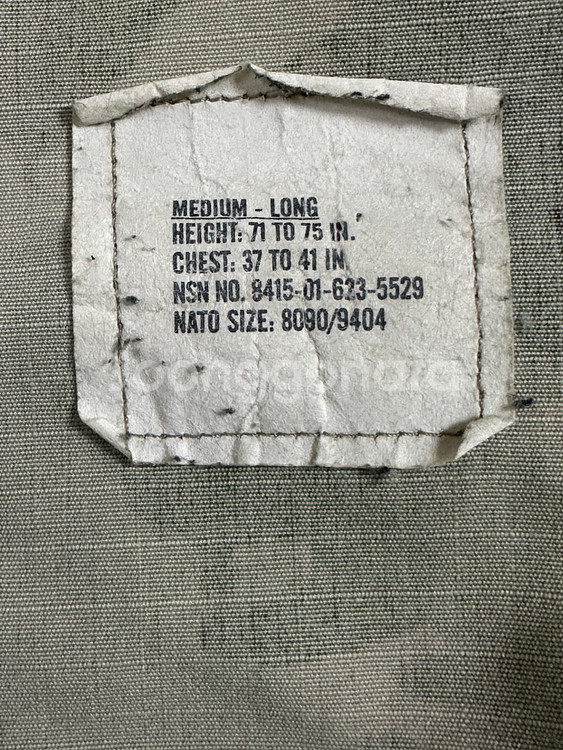 MEDIUM - LONG
HEIGHT: 71 TO 75 IN.
CHEST: 37 TO 41 IN
NSN NO. 8415-01-623-5529
NATO SIZE: 8090/9404